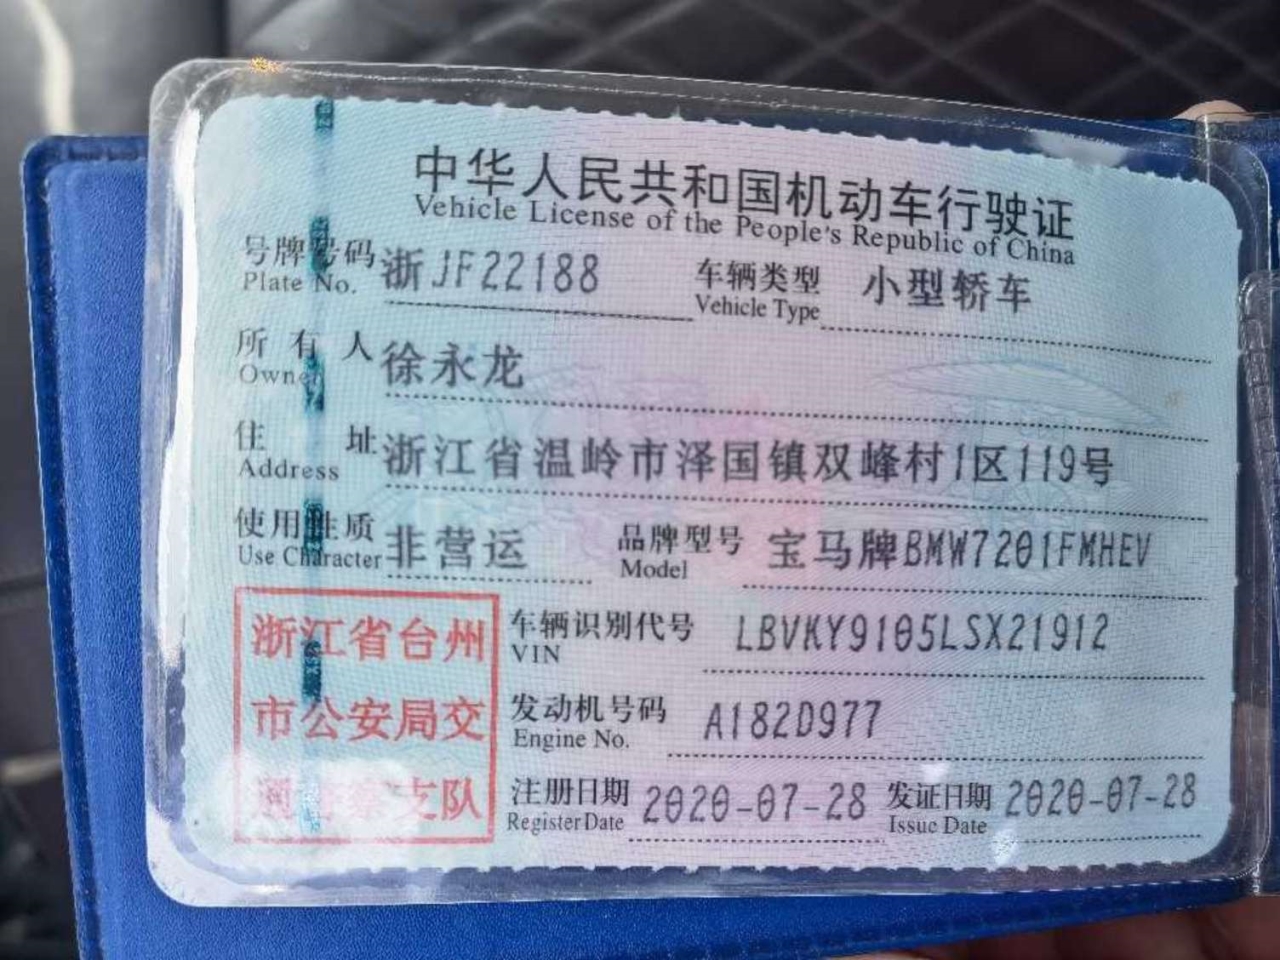 中华人民共和国机动车行驶证
Vehicle License of the People's Republic of China
号牌号码 浙JF22188 车辆类型 小型轿车
Plate No. Vehicle Type
所有人 徐永龙
Owner
住址 浙江省温岭市泽国镇双峰村1区119号
Address
使用性质 非营运 品牌型号 宝马牌BMW7201FMHEV
Use Character Model
浙江省台州
市公安局交
通警察支队
车辆识别代号 LBVKY9105LSX21912
VIN
发动机号码 A182D977
Engine No.
注册日期 2020-07-28 发证日期 2020-07-28
Register Date Issue Date